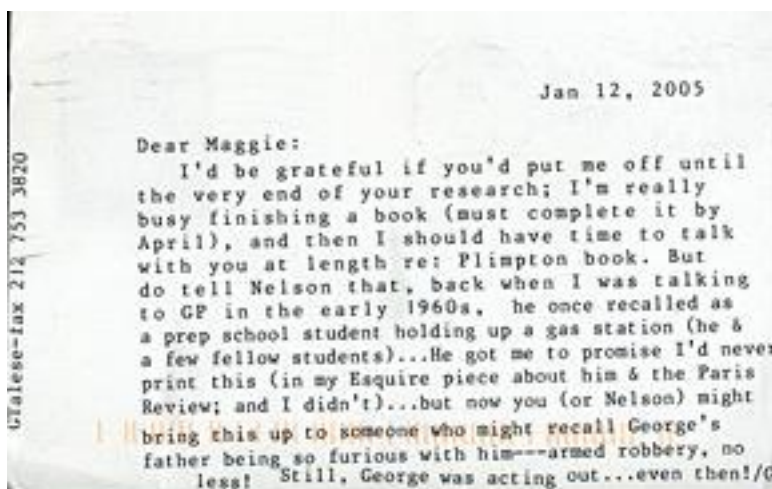 Jan 12, 2005
Dear Maggie:
I'd be grateful if you'd put me off until
the very end of your research; I'm really
busy finishing a book (must complete it by
April), and then I should have time to talk
with you at length re: Plimpton book. But
do tell Nelson that, back when I was talking
to GP in the early 1960s, he once recalled as
a prep school student holding up a gas station (he &
a few fellow students)...He got me to promise I'd never
print this (in my Esquire piece about him & the Paris
Review; and I didn't)...but now you (or Nelson) might
bring this up to someone who might recall George's
father being so furious with him---armed robbery, no
less! Still, George was acting out...even then!/G
GTalese-fax 212 753 3820